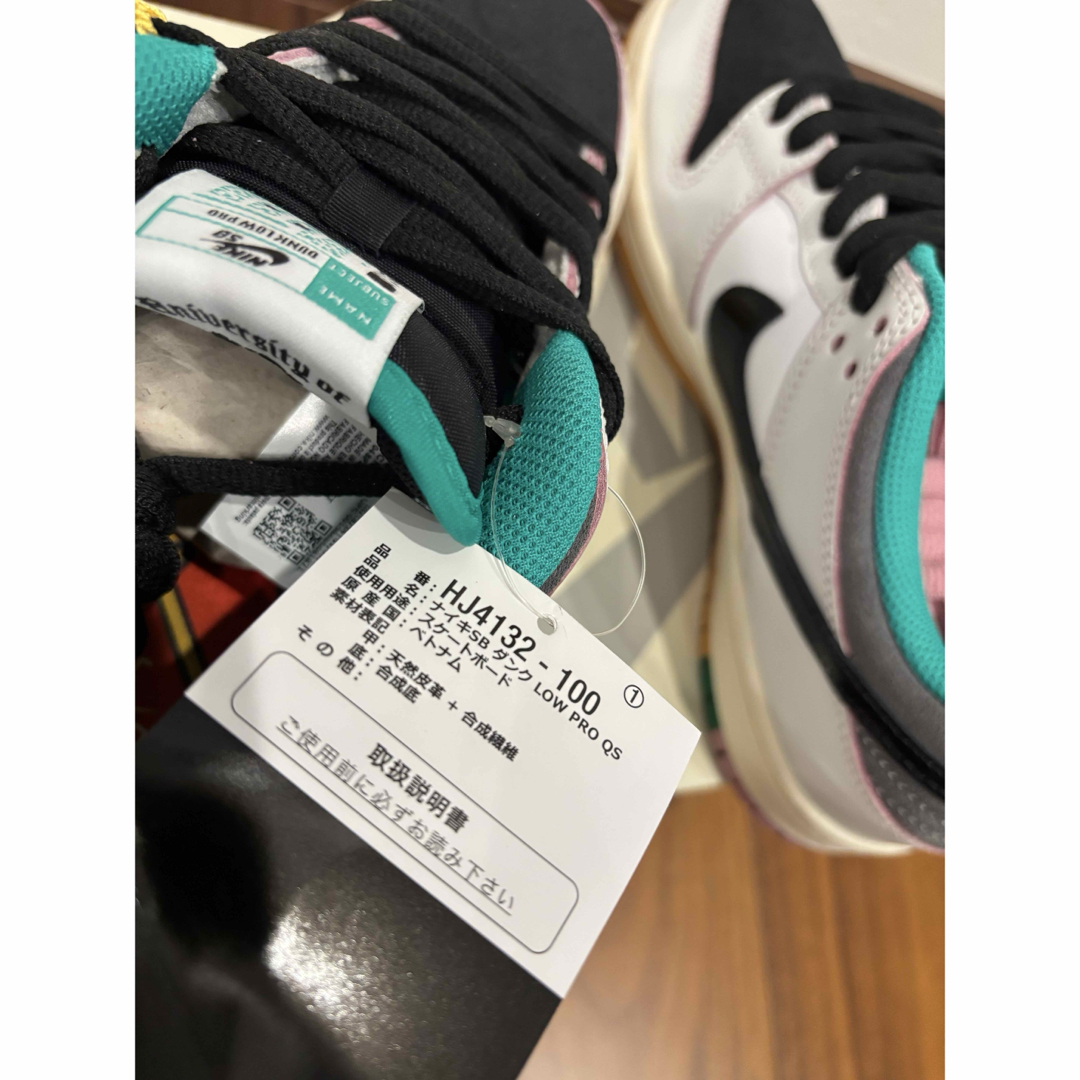 NAME
SUBJECT
NIKE SB
DUNK LOW PRO
University of
品番：HJ4132-100 ①
品名：ナイキSB ダンク LOW PRO QS
使用用途：スケートボード
原産国：ベトナム
素材表記
甲：天然皮革 + 合成繊維
底：合成底
その他：
取扱説明書
ご使用前に必ずお読み下さい